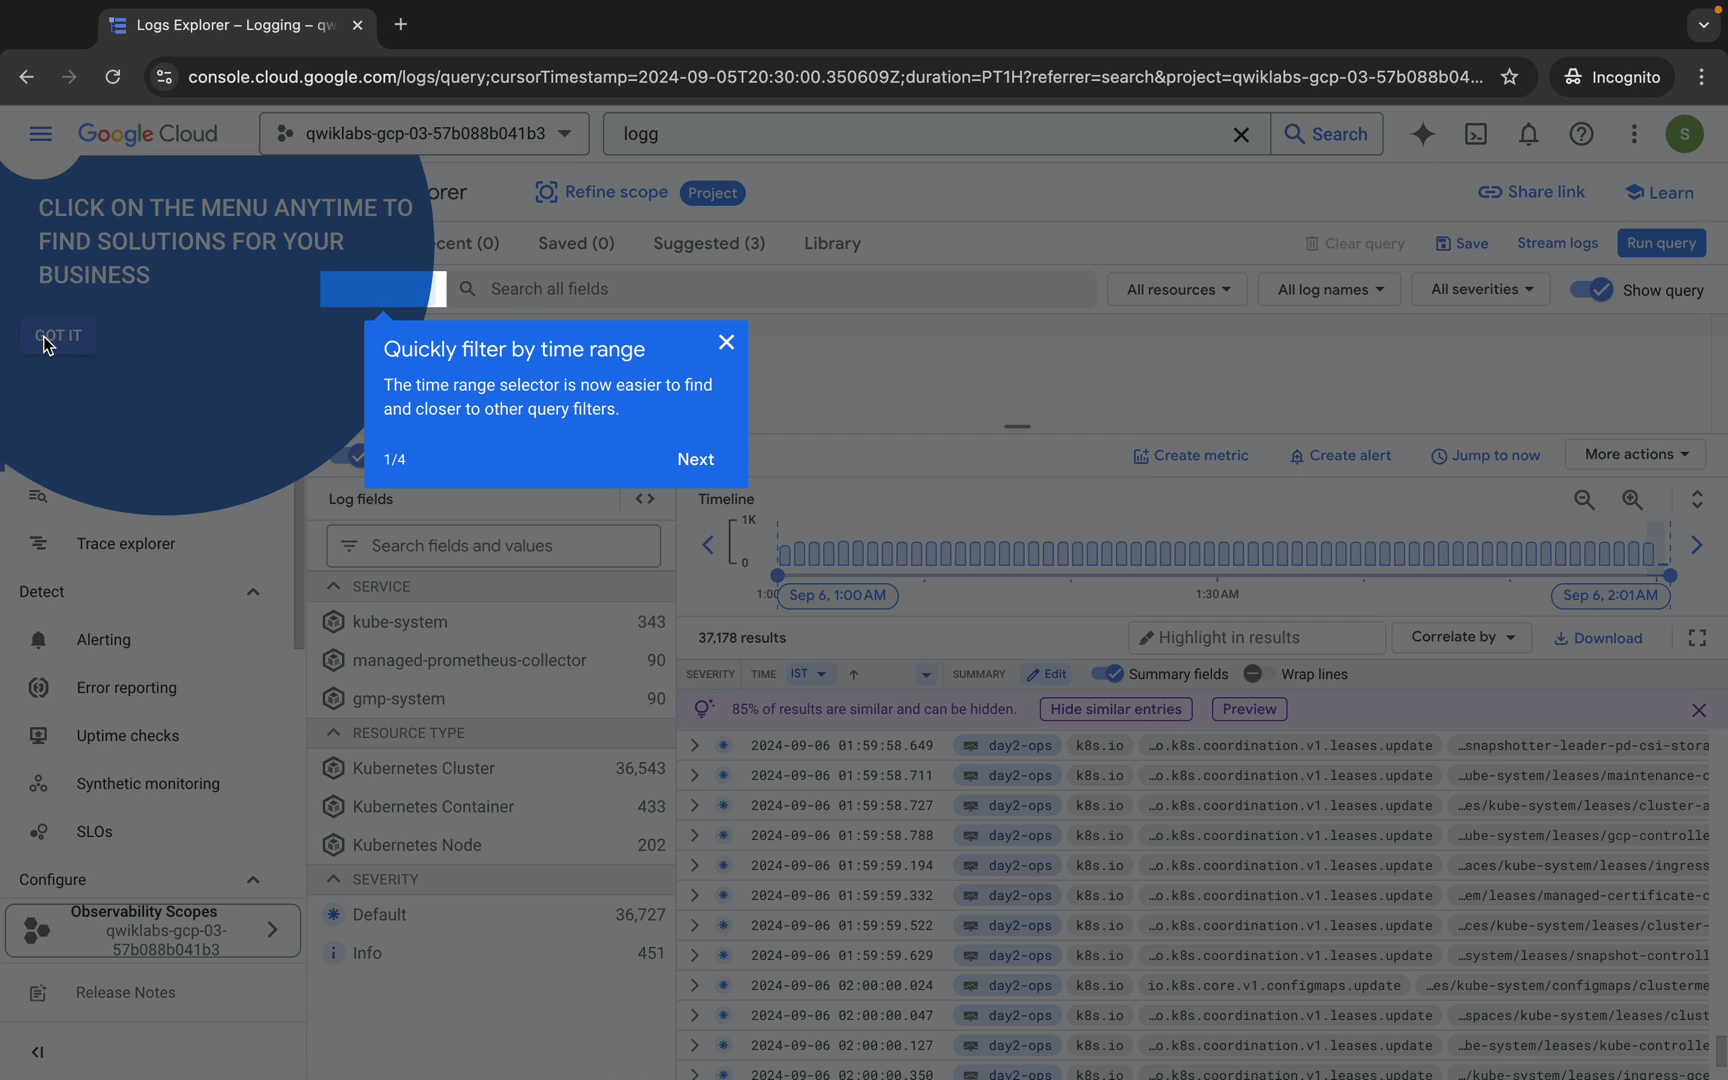 Logs Explorer – Logging – qw
console.cloud.google.com/logs/query;cursorTimestamp=2024-09-05T20:30:00.350609Z;duration=PT1H?referrer=search&project=qwiklabs-gcp-03-57b088b04...
Incognito
Google Cloud
qwiklabs-gcp-03-57b088b041b3
logg
Search
S
CLICK ON THE MENU ANYTIME TO
FIND SOLUTIONS FOR YOUR
BUSINESS
GOT IT
orer
Refine scope
Project
Share link
Learn
cent (0)
Saved (0)
Suggested (3)
Library
Clear query
Save
Stream logs
Run query
Search all fields
All resources
All log names
All severities
Show query
Quickly filter by time range
The time range selector is now easier to find
and closer to other query filters.
1/4
Next
Create metric
Create alert
Jump to now
More actions
Trace explorer
Detect
Alerting
Error reporting
Uptime checks
Synthetic monitoring
SLOs
Configure
Observability Scopes
qwiklabs-gcp-03-
57b088b041b3
Release Notes
Log fields
Search fields and values
SERVICE
kube-system 343
managed-prometheus-collector 90
gmp-system 90
RESOURCE TYPE
Kubernetes Cluster 36,543
Kubernetes Container 433
Kubernetes Node 202
SEVERITY
Default 36,727
Info 451
Timeline
1K
0
1:00
Sep 6, 1:00 AM
1:30 AM
Sep 6, 2:01 AM
37,178 results
Highlight in results
Correlate by
Download
SEVERITY TIME IST SUMMARY Edit Summary fields Wrap lines
85% of results are similar and can be hidden. Hide similar entries Preview
2024-09-06 01:59:58.649 day2-ops k8s.io …o.k8s.coordination.v1.leases.update …snapshotter-leader-pd-csi-stora
2024-09-06 01:59:58.711 day2-ops k8s.io …o.k8s.coordination.v1.leases.update …ube-system/leases/maintenance-c
2024-09-06 01:59:58.727 day2-ops k8s.io …o.k8s.coordination.v1.leases.update …es/kube-system/leases/cluster-a
2024-09-06 01:59:58.788 day2-ops k8s.io …o.k8s.coordination.v1.leases.update …ube-system/leases/gcp-controlle
2024-09-06 01:59:59.194 day2-ops k8s.io …o.k8s.coordination.v1.leases.update …aces/kube-system/leases/ingress
2024-09-06 01:59:59.332 day2-ops k8s.io …o.k8s.coordination.v1.leases.update …em/leases/managed-certificate-c
2024-09-06 01:59:59.522 day2-ops k8s.io …o.k8s.coordination.v1.leases.update …ces/kube-system/leases/cluster-
2024-09-06 01:59:59.629 day2-ops k8s.io …o.k8s.coordination.v1.leases.update …system/leases/snapshot-controll
2024-09-06 02:00:00.024 day2-ops k8s.io io.k8s.core.v1.configmaps.update …es/kube-system/configmaps/clusterme
2024-09-06 02:00:00.047 day2-ops k8s.io …o.k8s.coordination.v1.leases.update …spaces/kube-system/leases/clust
2024-09-06 02:00:00.127 day2-ops k8s.io …o.k8s.coordination.v1.leases.update …be-system/leases/kube-controlle
2024-09-06 02:00:00.350 day2-ops k8s.io …o.k8s.coordination.v1.leases.update …/kube-system/leases/ingress-gce